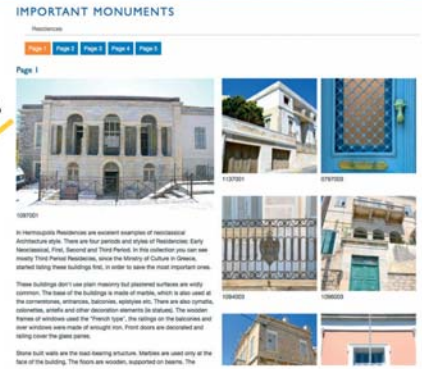 IMPORTANT MONUMENTS
Residences
Page 1 Page 2 Page 3 Page 4 Page 5
Page 1
1137001
0797003
1097001
In Hermoupolis Residences are excelent examples of neoclassical
Architecture style. There are four periods and styles of Residencies: Early
Neoclassical, First, Second and Third Period. In this collection you can see
mostly Third Period Residecies, since the Ministry of Culture in Greece,
started listing these buildings first, in order to save the most important ones.
1094003
1096003
These buildings don't use plain masonry but plastered surfaces are widly
common. The base of the buildings is made of marble, which is also used at
the cornerstones, entrances, balconies, epistyles etc. There are also cymatia,
colonettes, antefix and other decoration elements (ie statues). The wooden
frames of windows used the "French type", the railings on the balconies and
over windows were made of wrought iron. Front doors are decorated and
railing cover the glass panes.
Stone built walls are the load-bearing structure. Marbles are used only at the
face of the building. The floors are wooden, supported on beams. The